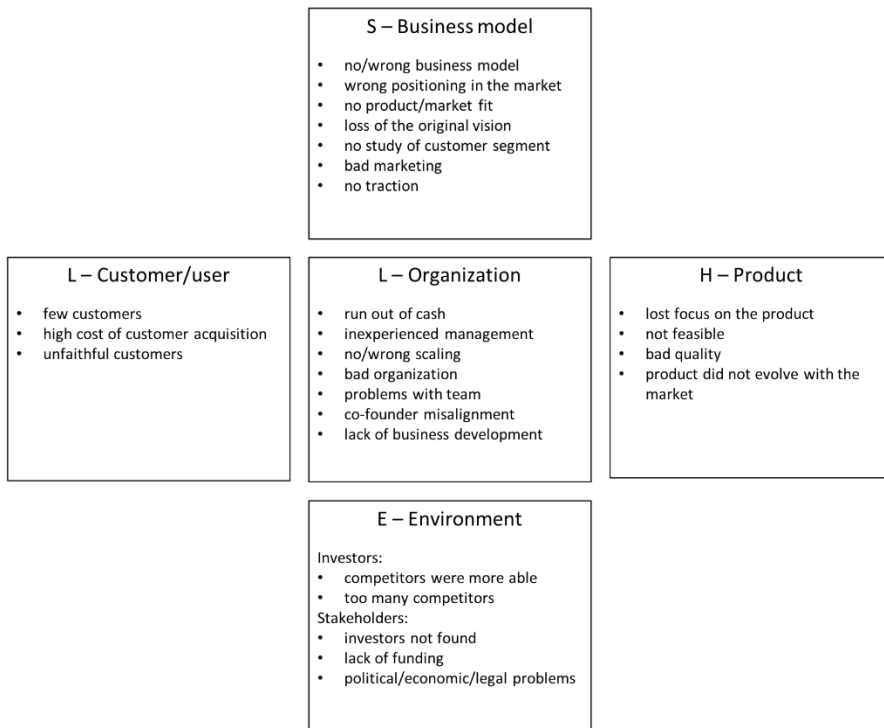 S – Business model
• no/wrong business model
• wrong positioning in the market
• no product/market fit
• loss of the original vision
• no study of customer segment
• bad marketing
• no traction
L – Customer/user
• few customers
• high cost of customer acquisition
• unfaithful customers
L – Organization
• run out of cash
• inexperienced management
• no/wrong scaling
• bad organization
• problems with team
• co-founder misalignment
• lack of business development
H – Product
• lost focus on the product
• not feasible
• bad quality
• product did not evolve with the
market
E – Environment
Investors:
• competitors were more able
• too many competitors
Stakeholders:
• investors not found
• lack of funding
• political/economic/legal problems